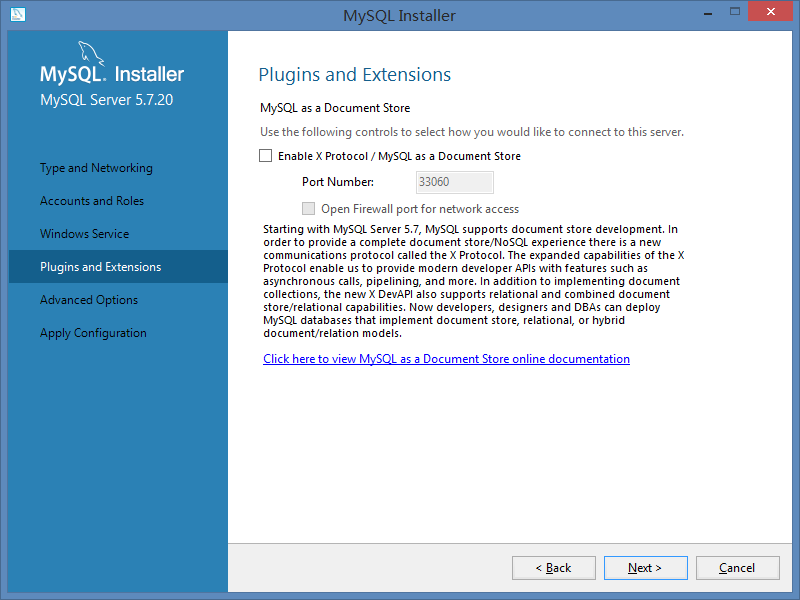 MySQL Installer
MySQL® Installer
MySQL Server 5.7.20
Type and Networking
Accounts and Roles
Windows Service
Plugins and Extensions
Advanced Options
Apply Configuration
Plugins and Extensions
MySQL as a Document Store
Use the following controls to select how you would like to connect to this server.
Enable X Protocol / MySQL as a Document Store
Port Number:
33060
Open Firewall port for network access
Starting with MySQL Server 5.7, MySQL supports document store development. In
order to provide a complete document store/NoSQL experience there is a new
communications protocol called the X Protocol. The expanded capabilities of the X
Protocol enable us to provide modern developer APIs with features such as
asynchronous calls, pipelining, and more. In addition to implementing document
collections, the new X DevAPI also supports relational and combined document
store/relational capabilities. Now developers, designers and DBAs can deploy
MySQL databases that implement document store, relational, or hybrid
document/relation models.
Click here to view MySQL as a Document Store online documentation
< Back
Next >
Cancel